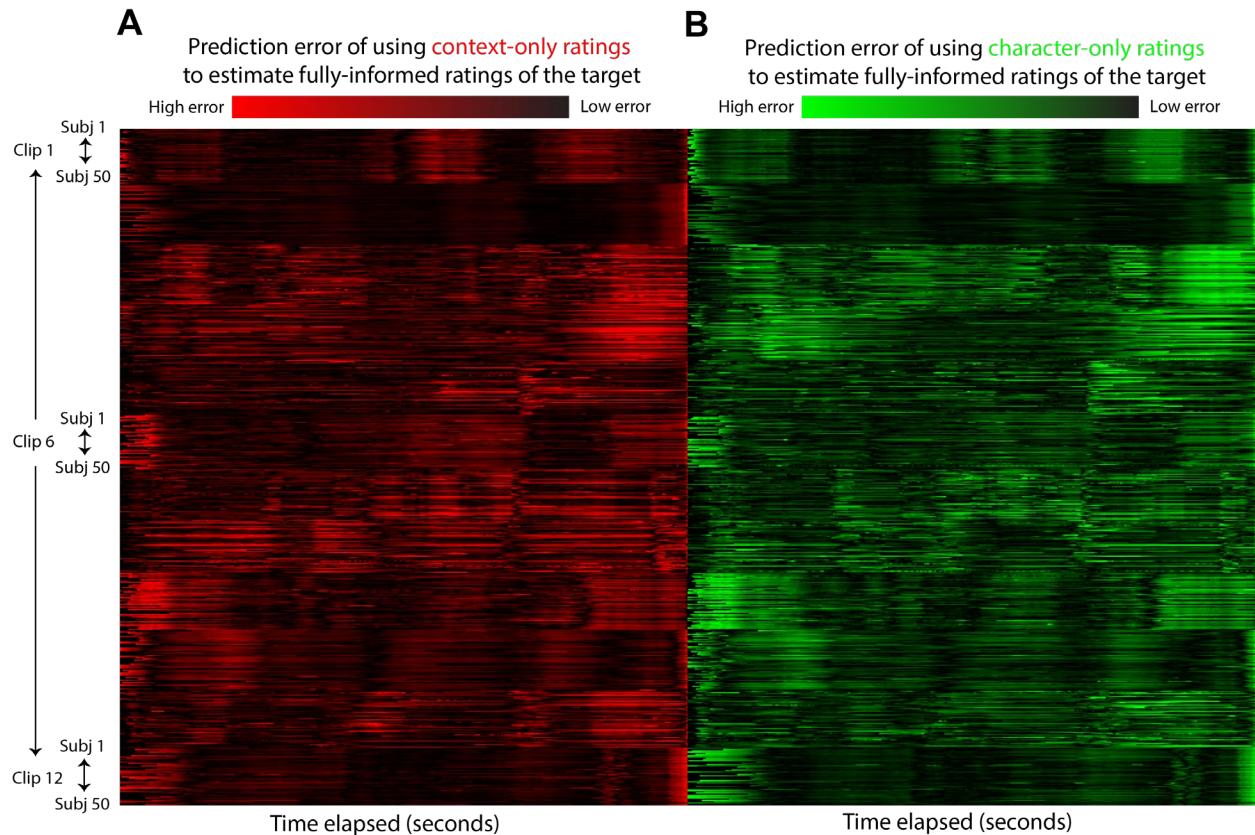 A
Prediction error of using context-only ratings
to estimate fully-informed ratings of the target
High error
Low error
B
Prediction error of using character-only ratings
to estimate fully-informed ratings of the target
High error
Low error
Subj 1
Clip 1
Subj 50
Subj 1
Clip 6
Subj 50
Subj 1
Clip 12
Subj 50
Time elapsed (seconds)
Time elapsed (seconds)